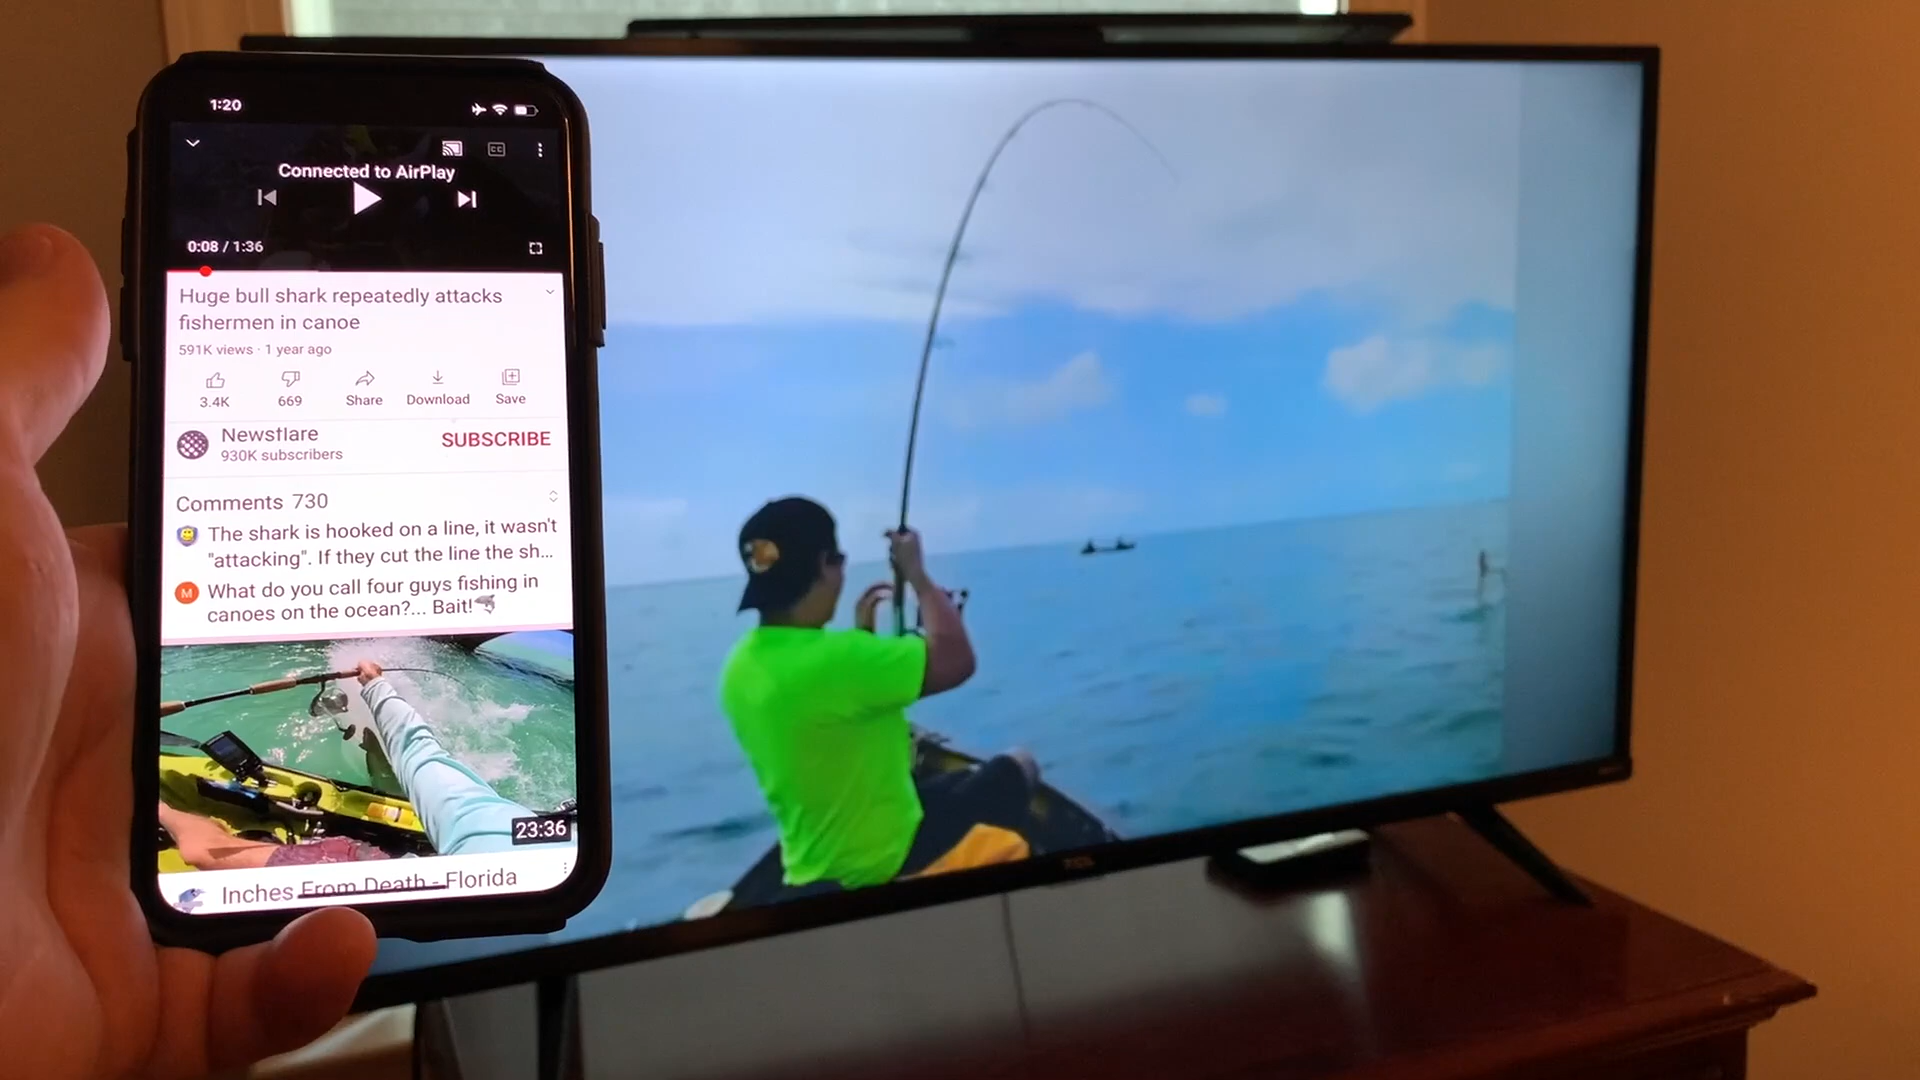 1:20
CC
Connected to AirPlay
0:08 / 1:36
Huge bull shark repeatedly attacks
fishermen in canoe
591K views · 1 year ago
3.4K
669
Share
Download
Save
Newsflare
930K subscribers
SUBSCRIBE
Comments 730
The shark is hooked on a line, it wasn't
"attacking". If they cut the line the sh...
M
What do you call four guys fishing in
canoes on the ocean?... Bait!🦈
23:36
Inches From Death - Florida
TCL